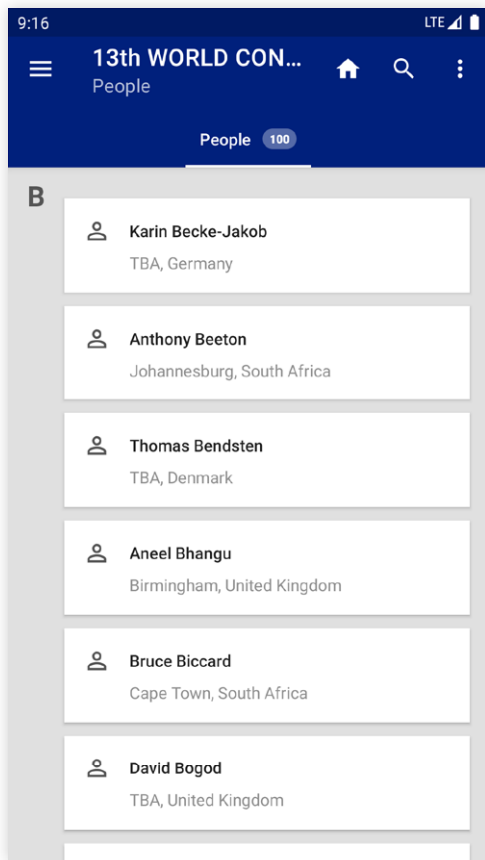 9:16
LTE
13th WORLD CON...
People
People 100
B
Karin Becke-Jakob
TBA, Germany
Anthony Beeton
Johannesburg, South Africa
Thomas Bendsten
TBA, Denmark
Aneel Bhangu
Birmingham, United Kingdom
Bruce Biccard
Cape Town, South Africa
David Bogod
TBA, United Kingdom